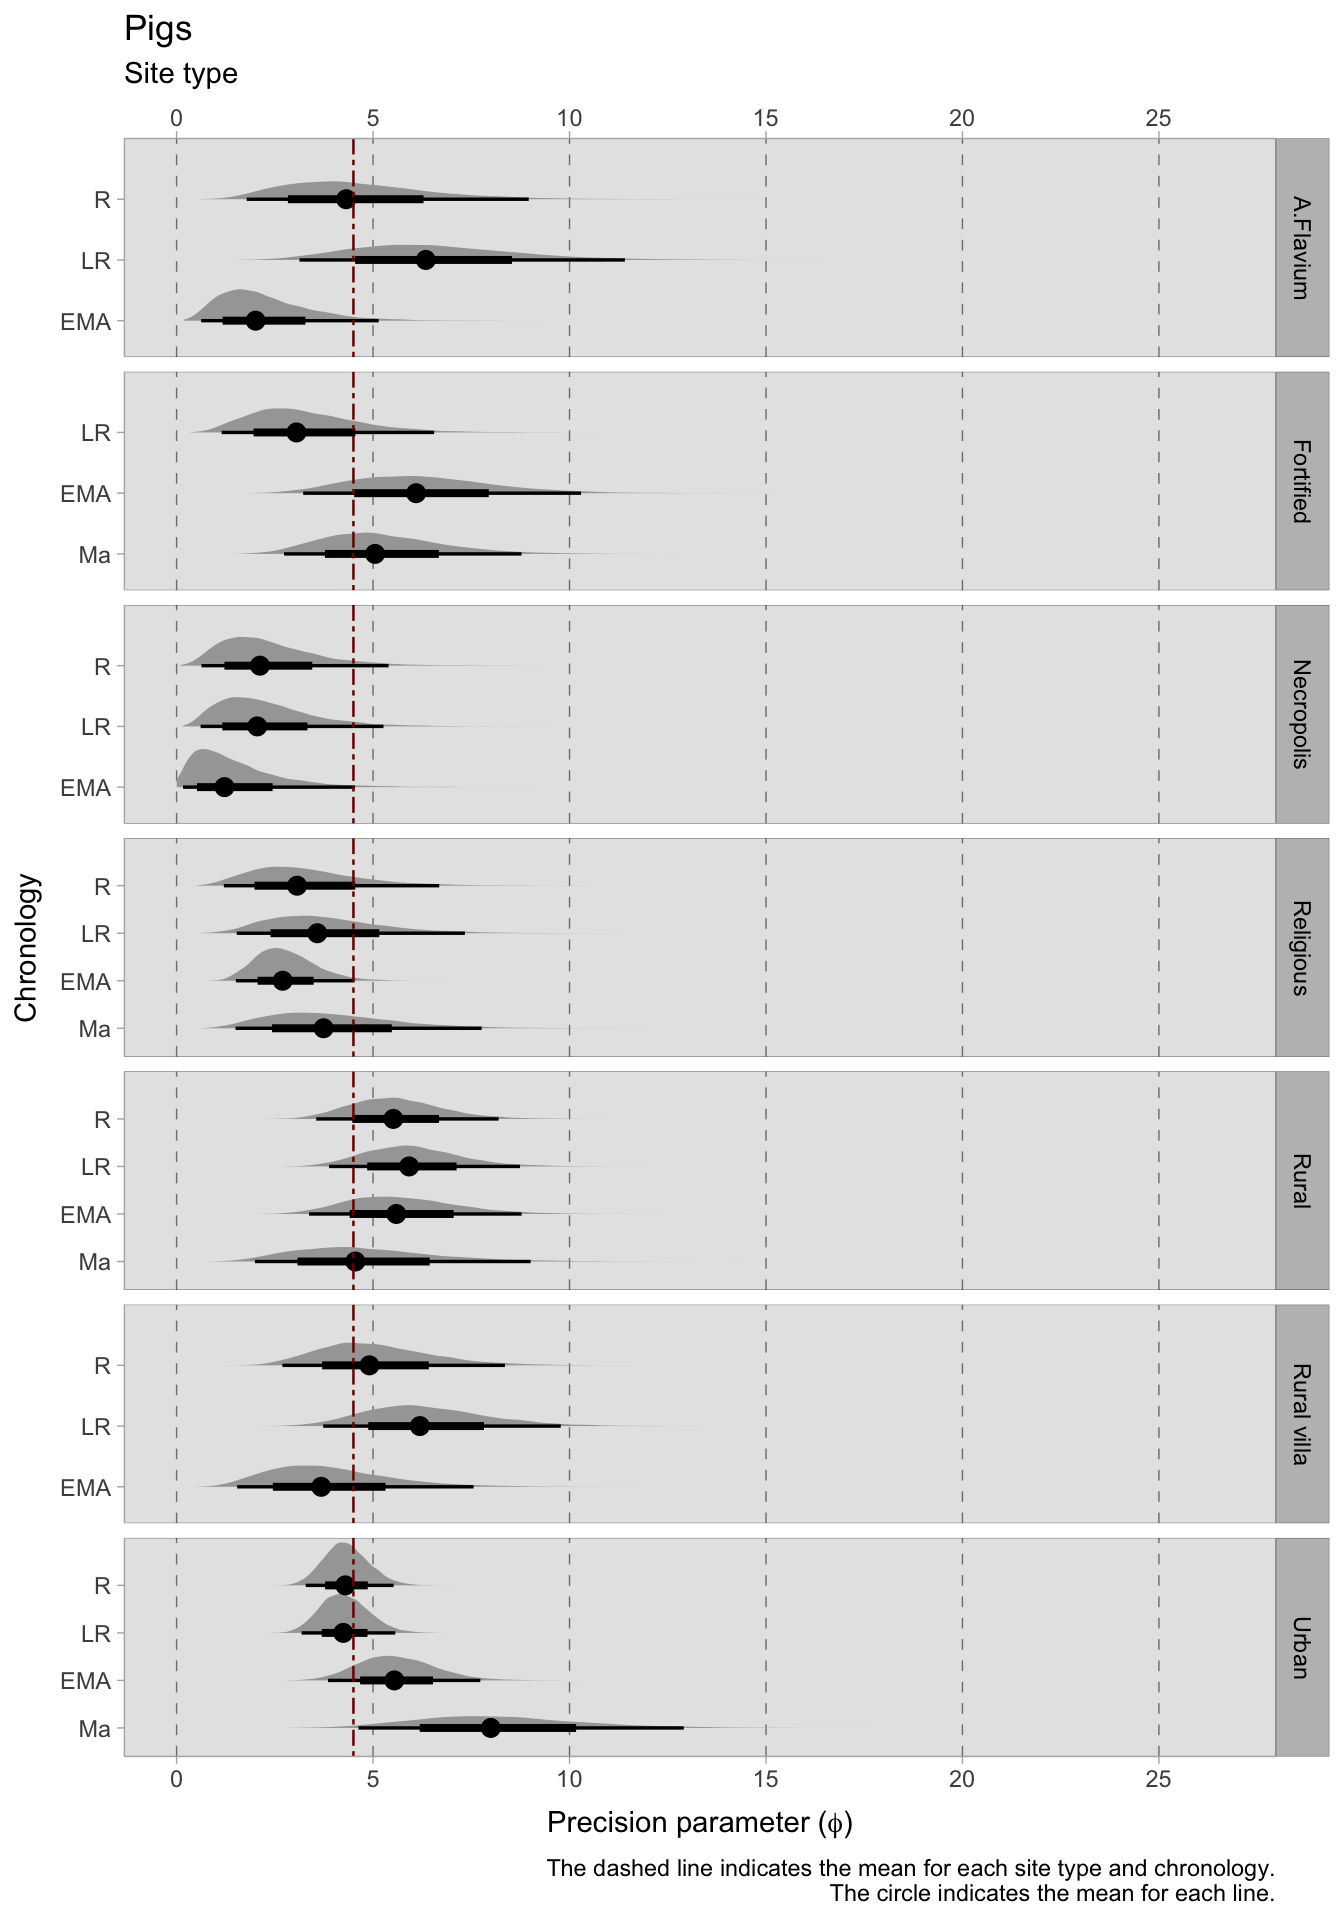 Pigs
Site type
0 5 10 15 20 25
R
LR
EMA
A.Flavium
LR
EMA
Ma
Fortified
R
LR
EMA
Necropolis
Chronology
R
LR
EMA
Ma
Religious
R
LR
EMA
Ma
Rural
R
LR
EMA
Rural villa
R
LR
EMA
Ma
Urban
0 5 10 15 20 25
Precision parameter (ϕ)
The dashed line indicates the mean for each site type and chronology.
The circle indicates the mean for each line.